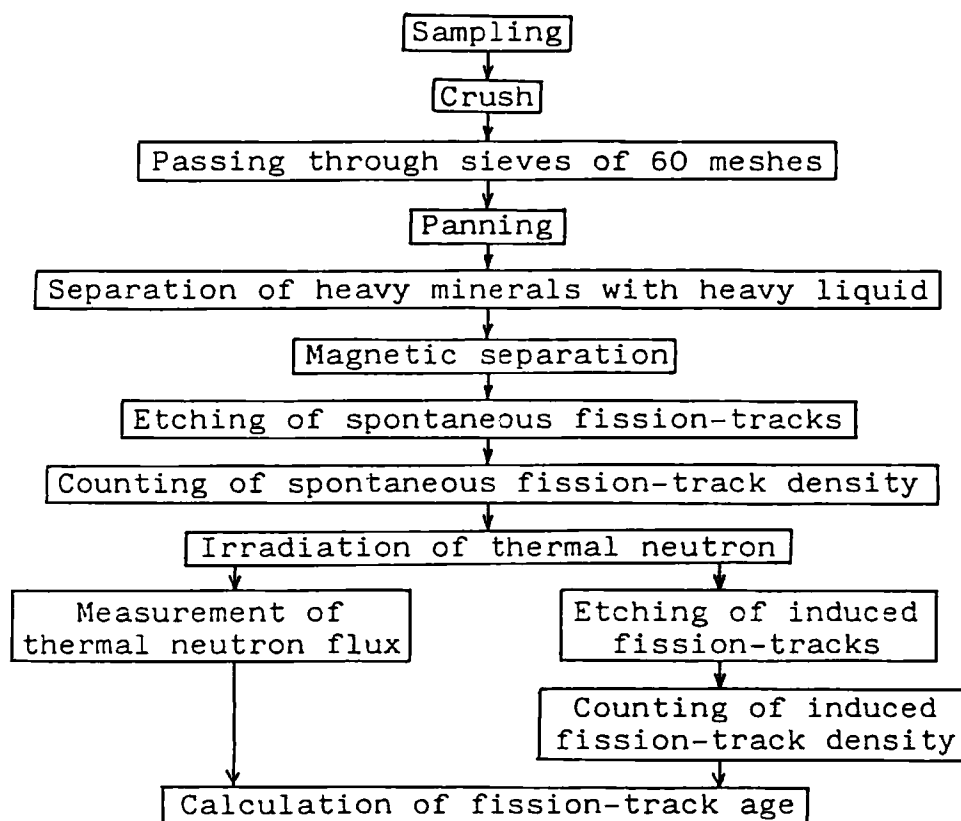 Sampling
Crush
Passing through sieves of 60 meshes
Panning
Separation of heavy minerals with heavy liquid
Magnetic separation
Etching of spontaneous fission-tracks
Counting of spontaneous fission-track density
Irradiation of thermal neutron
Measurement of
thermal neutron flux
Etching of induced
fission-tracks
Counting of induced
fission-track density
Calculation of fission-track age